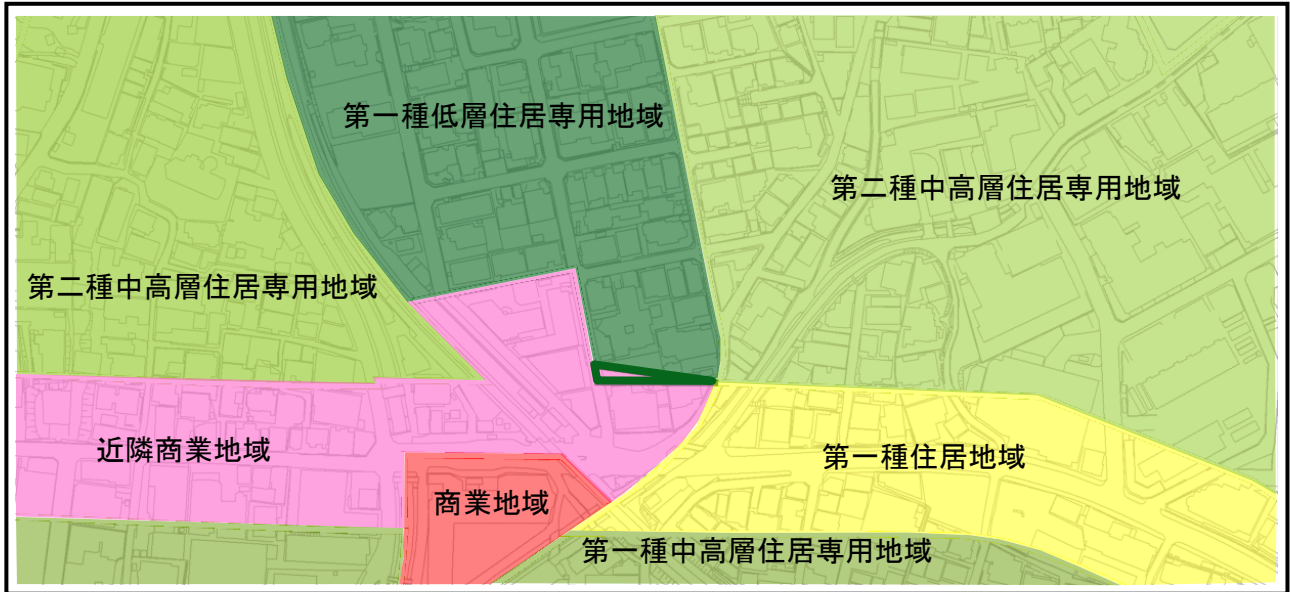 第一種低層住居専用地域
第二種中高層住居専用地域
第二種中高層住居専用地域
近隣商業地域
第一種住居地域
商業地域
第一種中高層住居専用地域